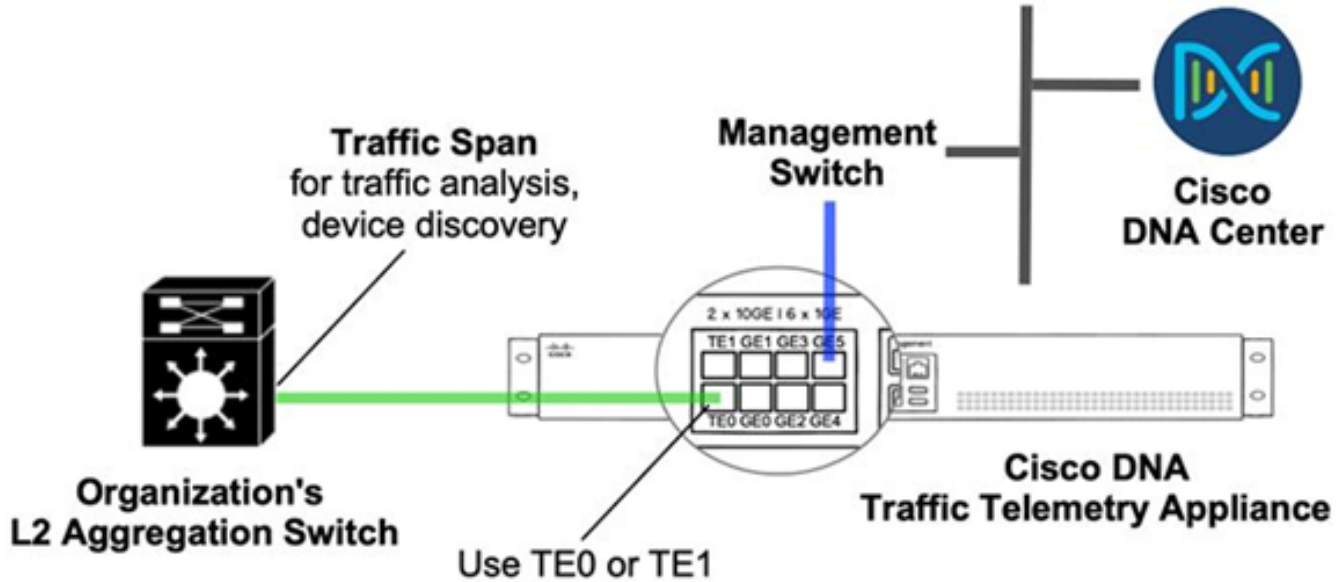 Traffic Span
for traffic analysis,
device discovery
Management
Switch
Cisco
DNA Center
2 x 10GE | 6 x 1GE
TE1 GE1 GE3 GE5
TE0 GE0 GE2 GE4
CISCO
Organization's
L2 Aggregation Switch
Use TE0 or TE1
Cisco DNA
Traffic Telemetry Appliance